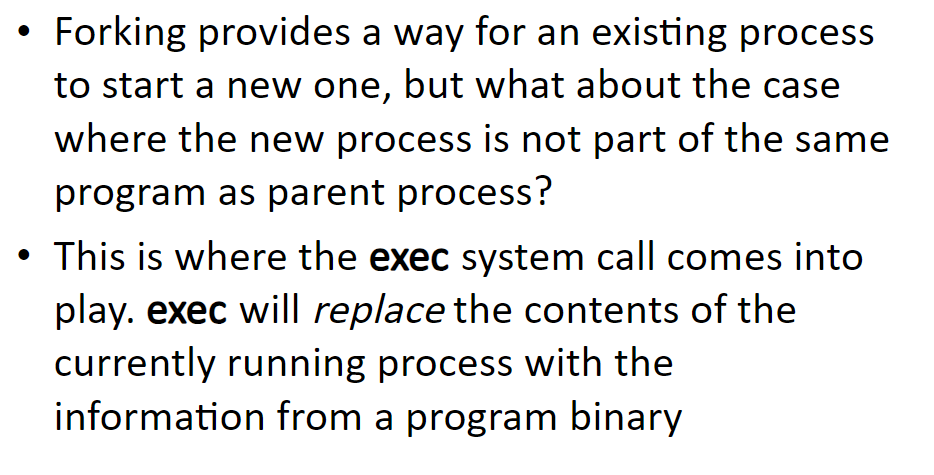 • Forking provides a way for an existing process
to start a new one, but what about the case
where the new process is not part of the same
program as parent process?
• This is where the exec system call comes into
play. exec will replace the contents of the
currently running process with the
information from a program binary